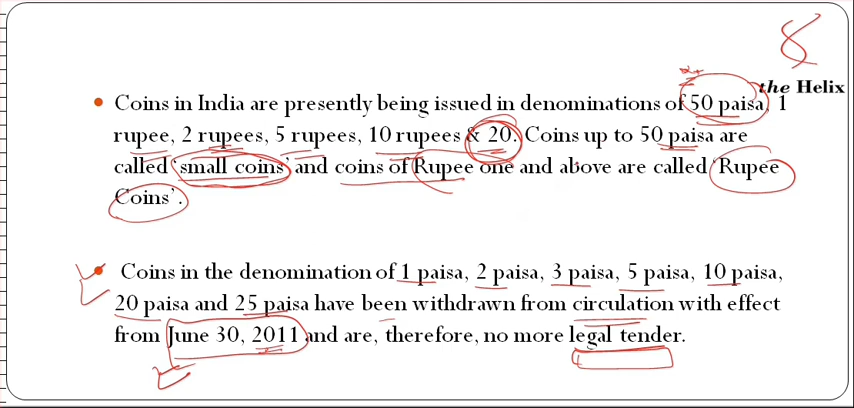 8
the Helix
• Coins in India are presently being issued in denominations of 50 paisa, 1
rupee, 2 rupees, 5 rupees, 10 rupees & 20. Coins up to 50 paisa are
called 'small coins' and coins of Rupee one and above are called 'Rupee
Coins'.
• Coins in the denomination of 1 paisa, 2 paisa, 3 paisa, 5 paisa, 10 paisa,
20 paisa and 25 paisa have been withdrawn from circulation with effect
from June 30, 2011 and are, therefore, no more legal tender.